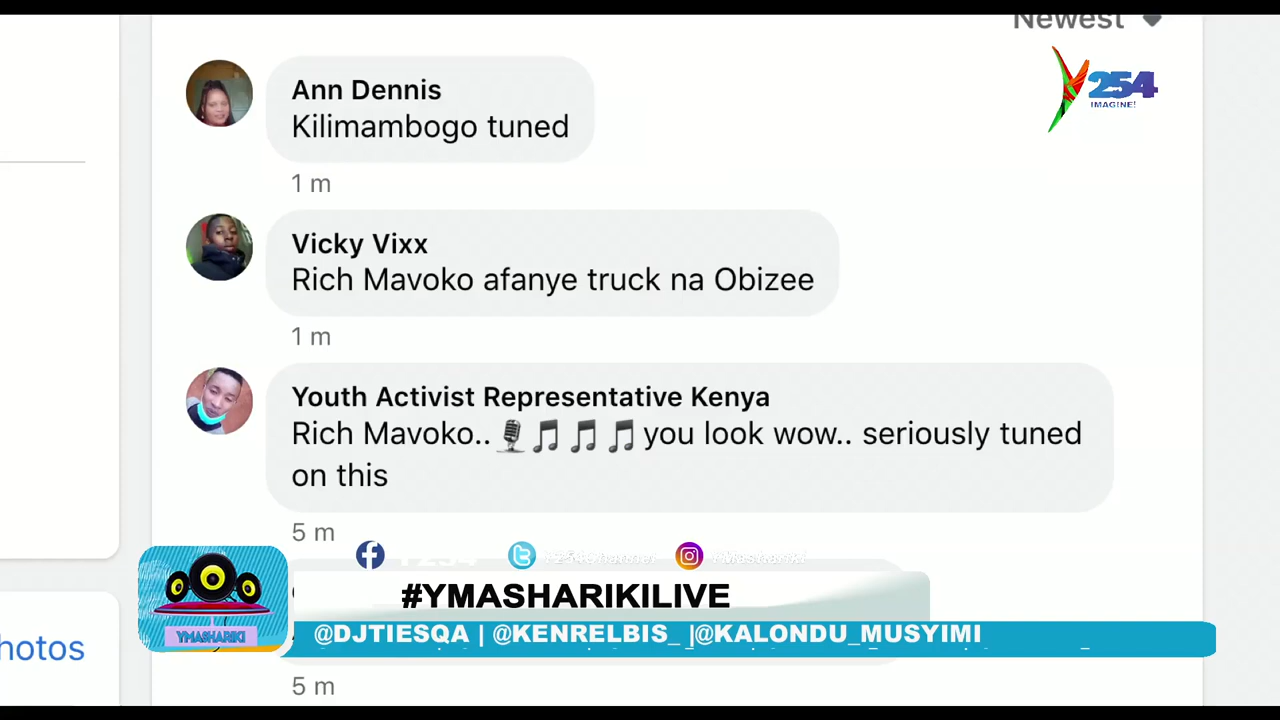 Newest
254
IMAGINE!
Ann Dennis
Kilimambogo tuned
1 m
Vicky Vixx
Rich Mavoko afanye truck na Obizee
1 m
Youth Activist Representative Kenya
Rich Mavoko..🎙️🎵🎵🎵you look wow.. seriously tuned
on this
5 m
#YMASHARIKILIVE
YMASHARIKI
@DJTIESQA | @KENRELBIS_ |@KALONDU_MUSYIMI
hotos
5 m